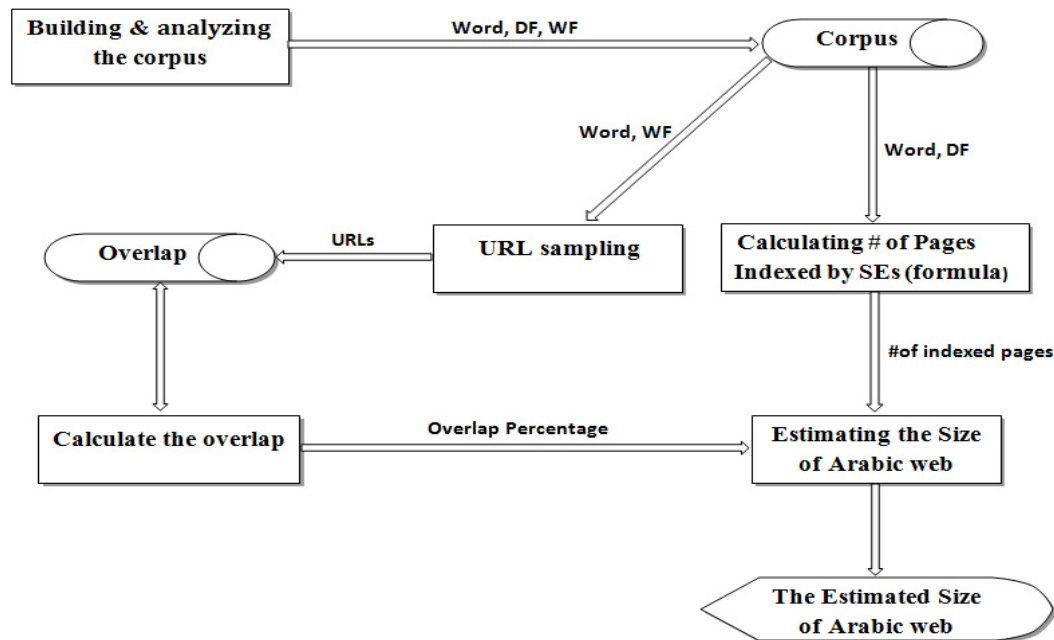 Building & analyzing
the corpus
Word, DF, WF
Corpus
Word, WF
Word, DF
Overlap
URLs
URL sampling
Calculating # of Pages
Indexed by SEs (formula)
#of indexed pages
Calculate the overlap
Overlap Percentage
Estimating the Size
of Arabic web
The Estimated Size
of Arabic web